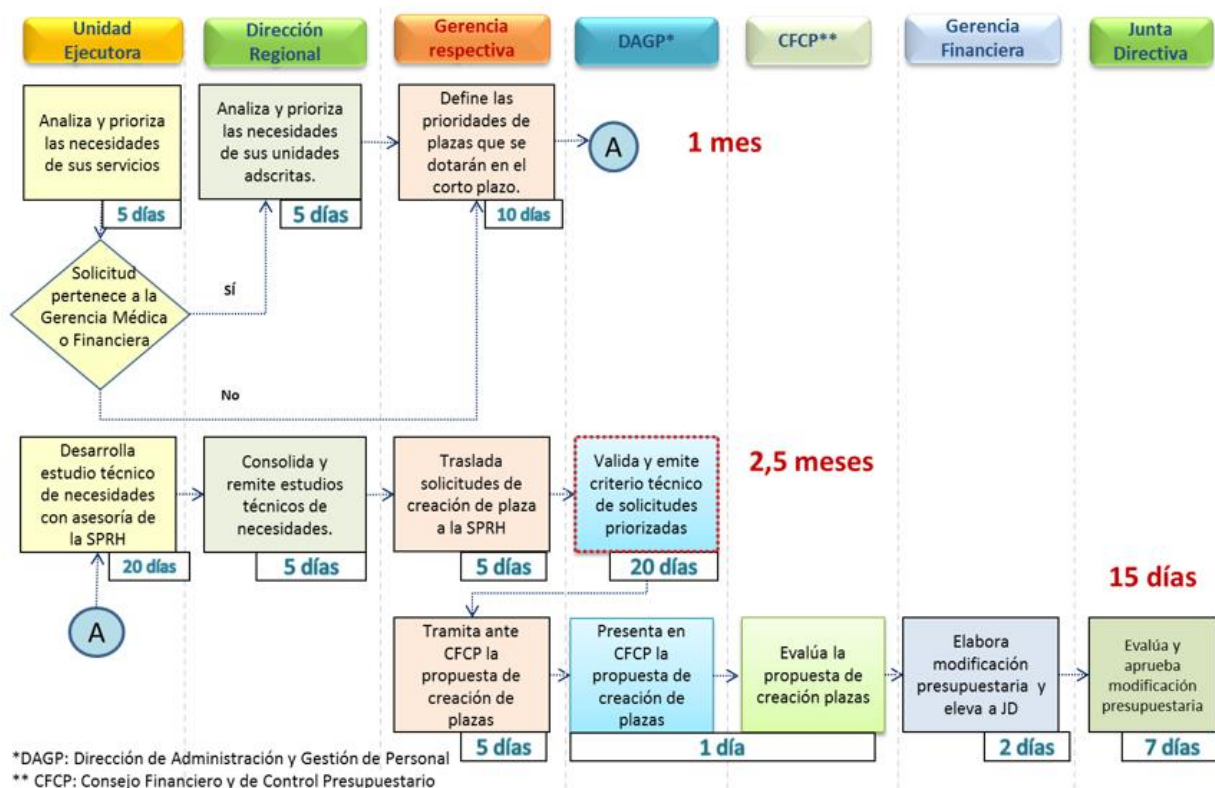 Unidad
Ejecutora
Dirección
Regional
Gerencia
respectiva
DAGP*
CFCP**
Gerencia
Financiera
Junta
Directiva
Analiza y prioriza
las necesidades
de sus servicios
5 días
Analiza y prioriza
las necesidades
de sus unidades
adscritas.
5 días
Define las
prioridades de
plazas que se
dotarán en el
corto plazo.
10 días
A
1 mes
Solicitud
pertenece a la
Gerencia Médica
o Financiera
SÍ
No
Desarrolla
estudio técnico
de necesidades
con asesoría de
la SPRH
20 días
Consolida y
remite estudios
técnicos de
necesidades.
5 días
Traslada
solicitudes de
creación de plaza
a la SPRH
5 días
Valida y emite
criterio técnico
de solicitudes
priorizadas
20 días
2,5 meses
15 días
A
Tramita ante
CFCP la
propuesta de
creación de
plazas
5 días
Presenta en
CFCP la
propuesta de
creación de
plazas
Evalúa la
propuesta de
creación plazas
1 día
Elabora
modificación
presupuestaria y
eleva a JD
2 días
Evalúa y
aprueba
modificación
presupuestaria
7 días
*DAGP: Dirección de Administración y Gestión de Personal
** CFCP: Consejo Financiero y de Control Presupuestario